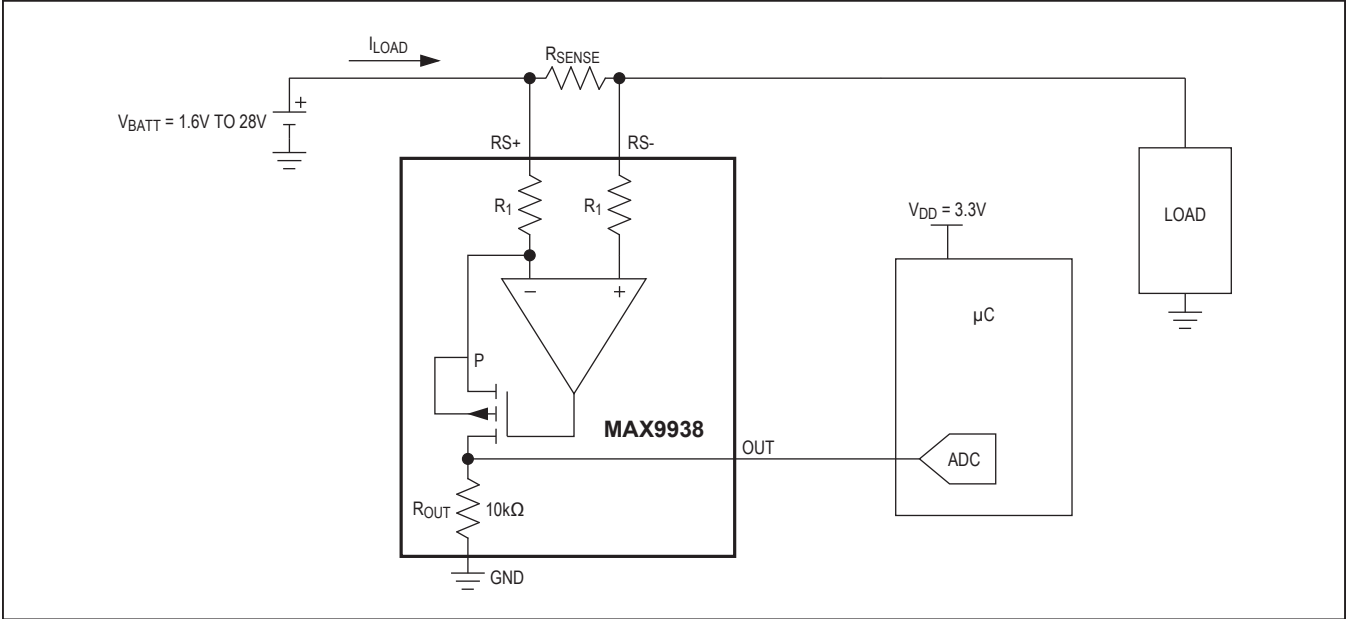 ILOAD
RSENSE
+
VBATT = 1.6V TO 28V
RS+
RS-
R1
R1
VDD = 3.3V
LOAD
−
+
µC
P
MAX9938
OUT
ADC
ROUT
10kΩ
GND